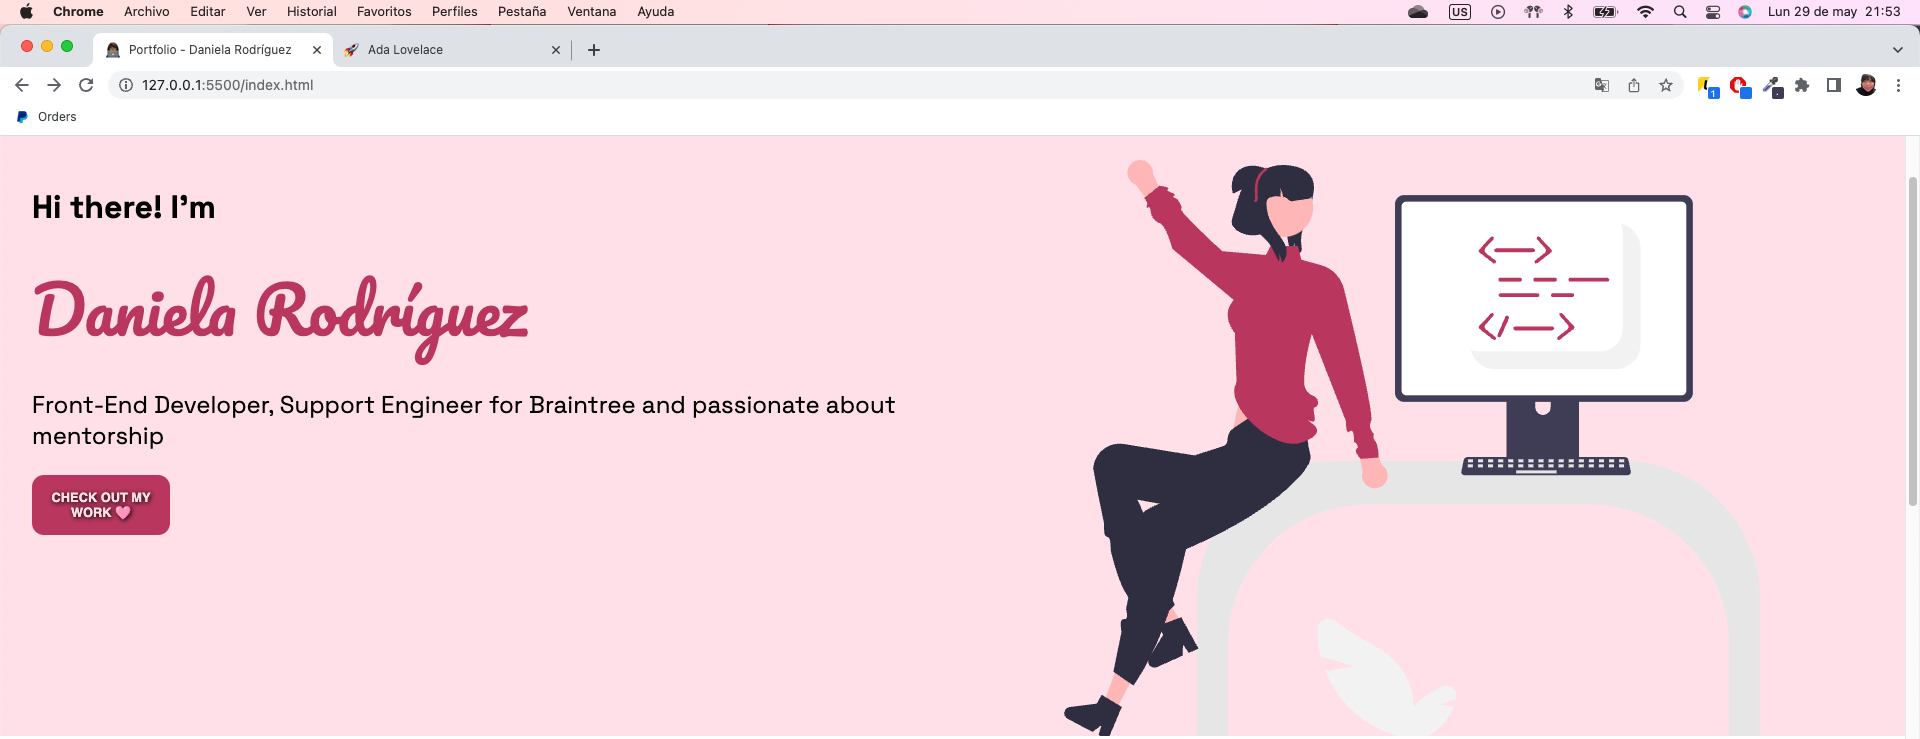 Chrome Archivo Editar Ver Historial Favoritos Perfiles Pestaña Ventana Ayuda US Lun 29 de may 21:53
Portfolio - Daniela Rodríguez Ada Lovelace
127.0.0.1:5500/index.html 1
Orders
Hi there! I'm
Daniela Rodríguez
Front-End Developer, Support Engineer for Braintree and passionate about
mentorship
CHECK OUT MY
WORK 🩷